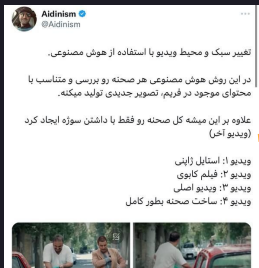 Aidinism
@Aidinism
تغییر سبک و محیط ویدیو با استفاده از هوش مصنوعی.
در این روش هوش مصنوعی هر صحنه رو بررسی و متناسب با
محتوای موجود در فریم، تصویر جدیدی تولید میکنه.
علاوه بر این میشه کل صحنه رو فقط با داشتن سوژه ایجاد کرد
(ویدیو آخر)
ویدیو ۱: استایل ژاپنی
ویدیو ۲: فیلم کابوی
ویدیو ۳: ویدیو اصلی
ویدیو ۴: ساخت صحنه بطور کامل